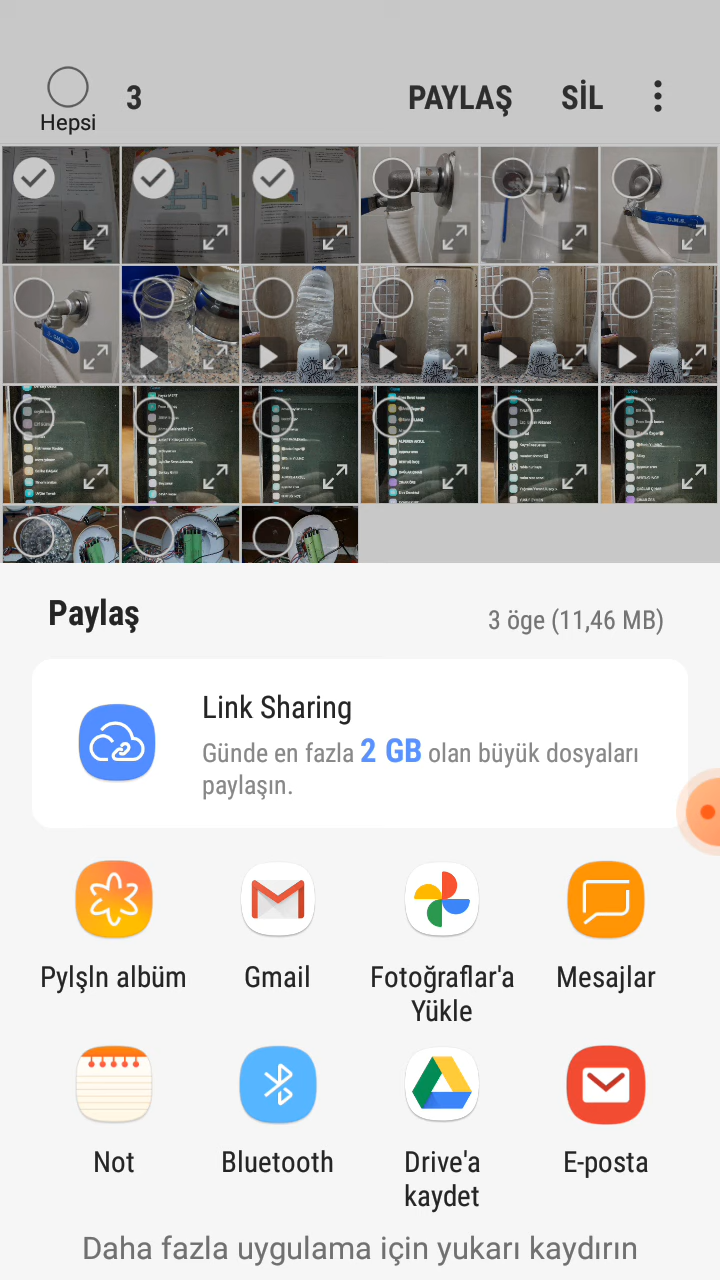 3
PAYLAŞ
SİL
Hepsi
Paylaş
3 öge (11,46 MB)
Link Sharing
Günde en fazla 2 GB olan büyük dosyaları
paylaşın.
Pylşln albüm
Gmail
Fotoğraflar'a
Yükle
Mesajlar
Not
Bluetooth
Drive'a
kaydet
E-posta
Daha fazla uygulama için yukarı kaydırın